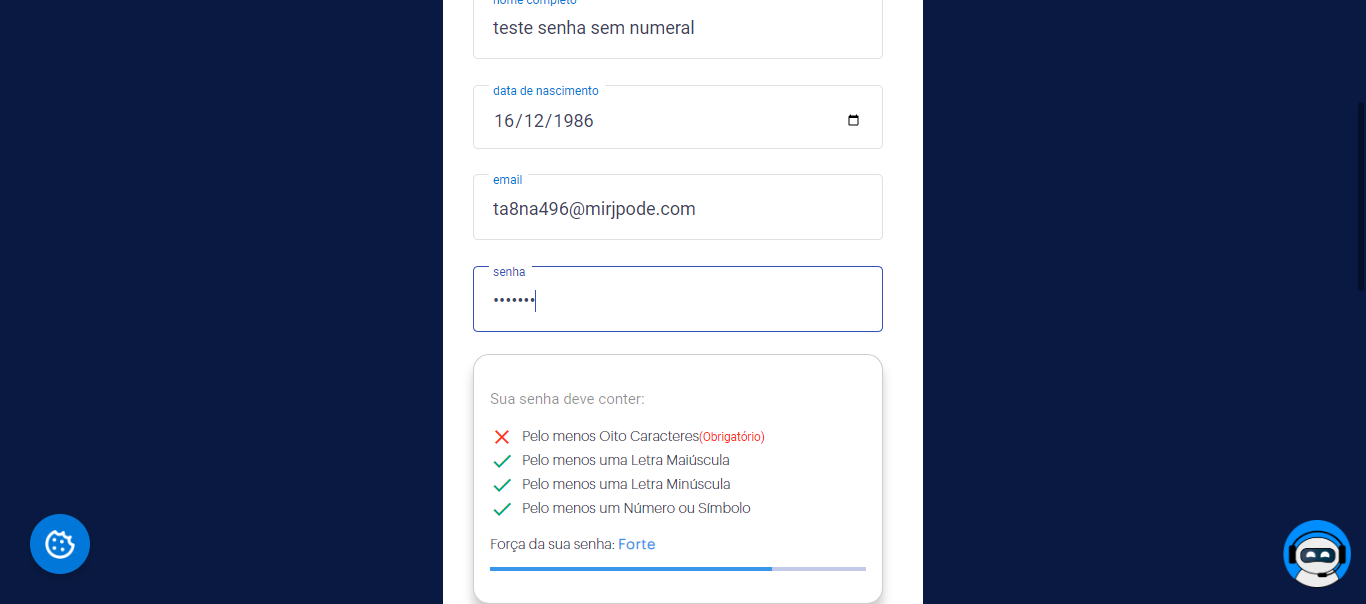 nome completo
teste senha sem numeral
data de nascimento
16/12/1986
email
ta8na496@mirjpode.com
senha
•••••••
Sua senha deve conter:
Pelo menos Oito Caracteres(Obrigatório)
Pelo menos uma Letra Maiúscula
Pelo menos uma Letra Minúscula
Pelo menos um Número ou Símbolo
Força da sua senha: Forte